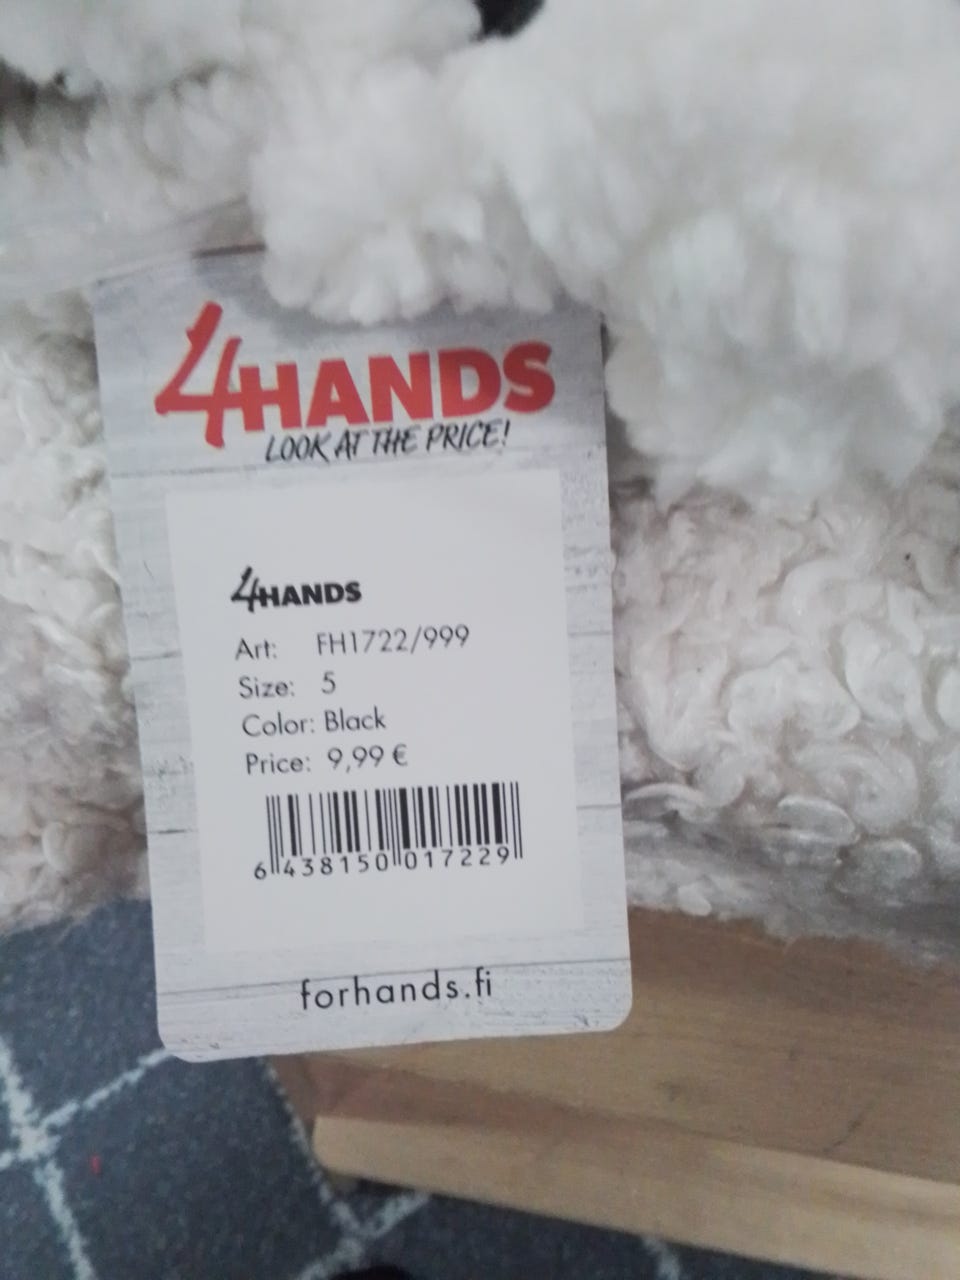 4HANDS
LOOK AT THE PRICE!
4HANDS
Art: FH1722/999
Size: 5
Color: Black
Price: 9,99 €
6 438150 017229
forhands.fi